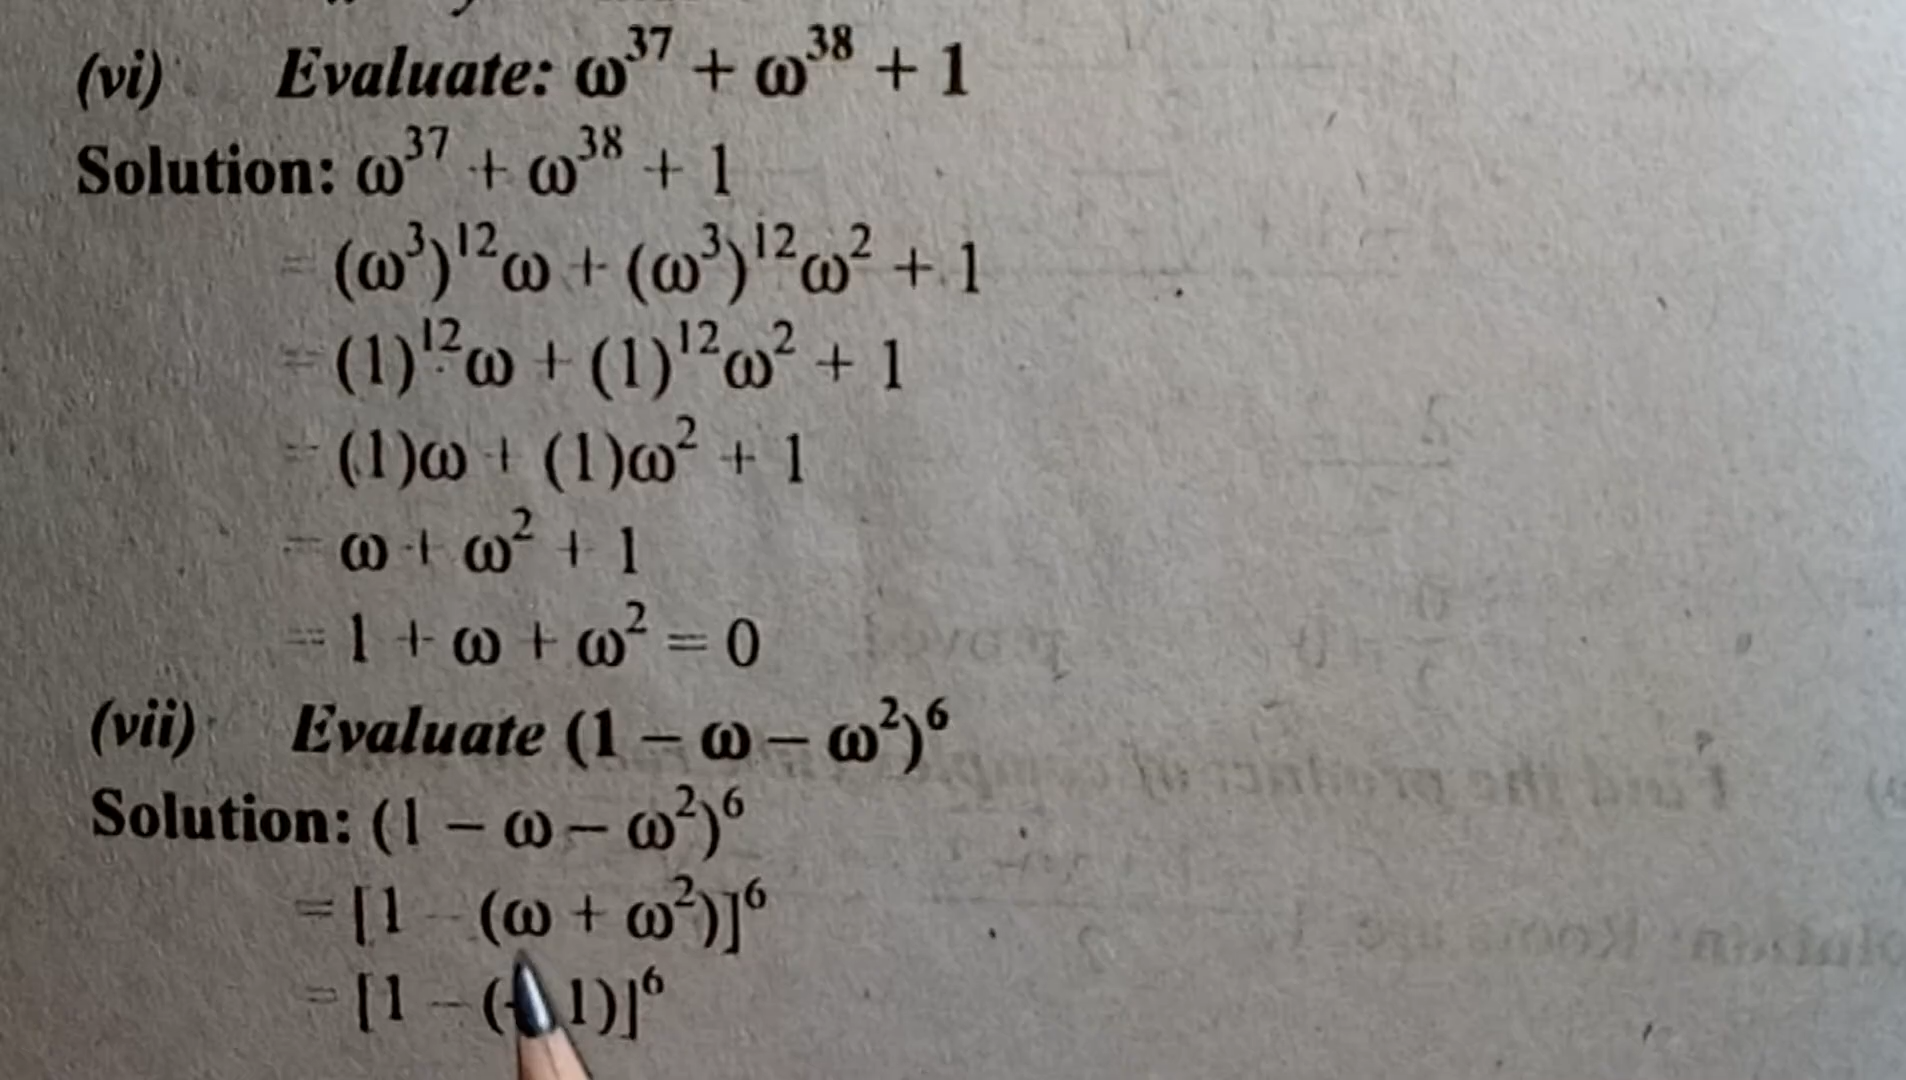 (vi) Evaluate: ω³⁷ + ω³⁸ + 1
Solution: ω³⁷ + ω³⁸ + 1
= (ω³)¹²ω + (ω³)¹²ω² + 1
= (1)¹²ω + (1)¹²ω² + 1
= (1)ω + (1)ω² + 1
= ω + ω² + 1
= 1 + ω + ω² = 0
(vii) Evaluate (1 − ω − ω²)⁶
Solution: (1 − ω − ω²)⁶
= [1 − (ω + ω²)]⁶
= [1 − (−1)]⁶